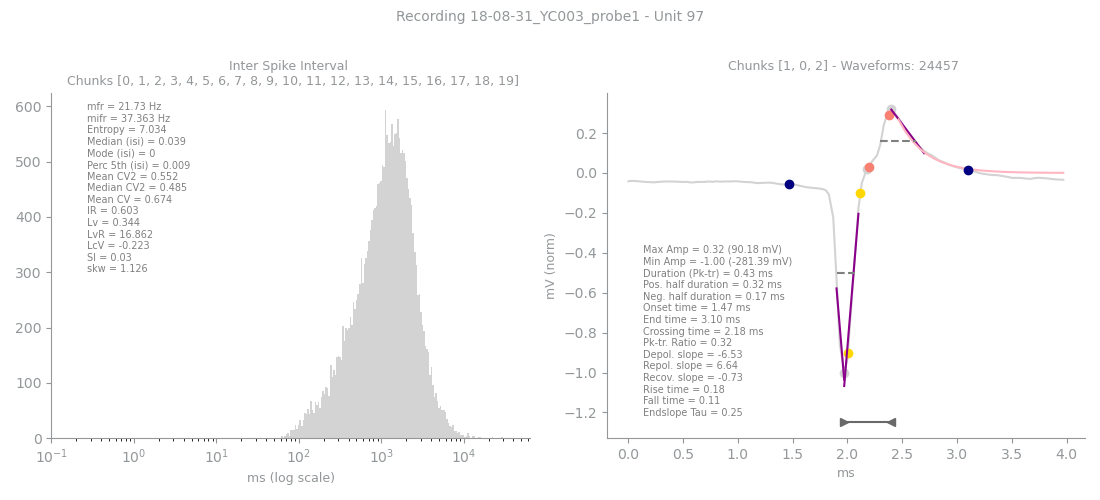 Recording 18-08-31_YC003_probe1 - Unit 97
Inter Spike Interval
Chunks [0, 1, 2, 3, 4, 5, 6, 7, 8, 9, 10, 11, 12, 13, 14, 15, 16, 17, 18, 19]
600
500
400
300
200
100
0
mfr = 21.73 Hz
mifr = 37.363 Hz
Entropy = 7.034
Median (isi) = 0.039
Mode (isi) = 0
Perc 5th (isi) = 0.009
Mean CV2 = 0.552
Median CV2 = 0.485
Mean CV = 0.674
IR = 0.603
Lv = 0.344
LvR = 16.862
LcV = -0.223
SI = 0.03
skw = 1.126
10⁻¹ 10⁰ 10¹ 10² 10³ 10⁴
ms (log scale)
Chunks [1, 0, 2] - Waveforms: 24457
mV (norm)
0.2
0.0
−0.2
−0.4
−0.6
−0.8
−1.0
−1.2
Max Amp = 0.32 (90.18 mV)
Min Amp = -1.00 (-281.39 mV)
Duration (Pk-tr) = 0.43 ms
Pos. half duration = 0.32 ms
Neg. half duration = 0.17 ms
Onset time = 1.47 ms
End time = 3.10 ms
Crossing time = 2.18 ms
Pk-tr. Ratio = 0.32
Depol. slope = -6.53
Repol. slope = 6.64
Recov. slope = -0.73
Rise time = 0.18
Fall time = 0.11
Endslope Tau = 0.25
0.0 0.5 1.0 1.5 2.0 2.5 3.0 3.5 4.0
ms